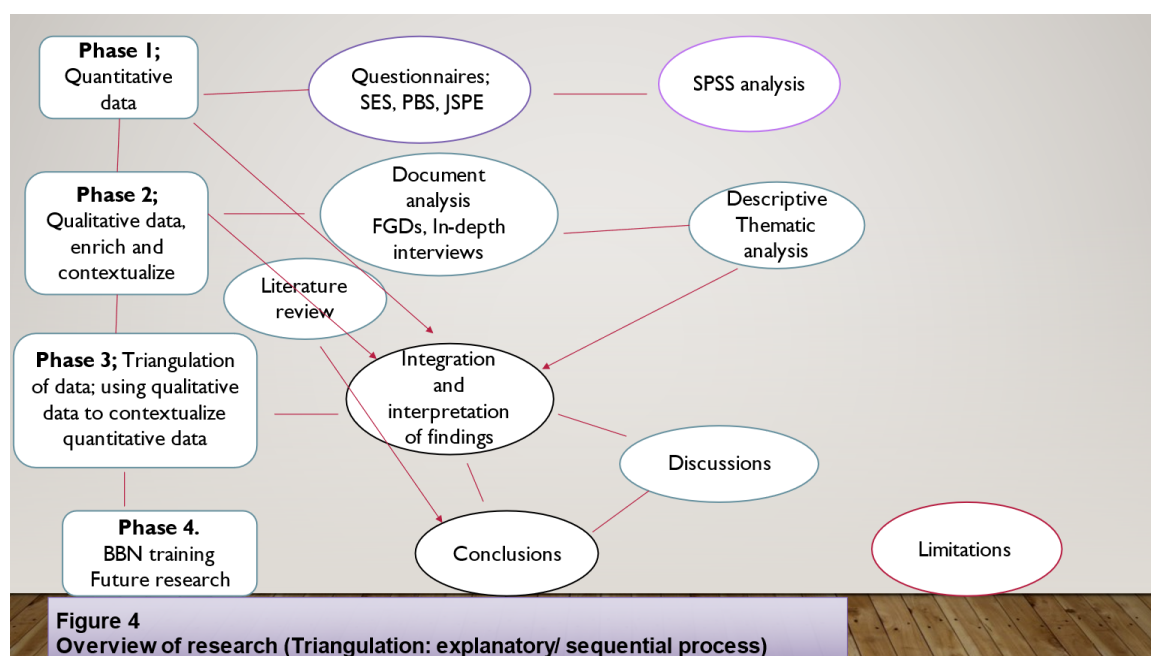 Phase 1;
Quantitative
data
Questionnaires;
SES, PBS, JSPE
SPSS analysis
Phase 2;
Qualitative data,
enrich and
contextualize
Document
analysis
FGDs, In-depth
interviews
Descriptive
Thematic
analysis
Literature
review
Phase 3; Triangulation
of data; using qualitative
data to contextualize
quantitative data
Integration
and
interpretation
of findings
Discussions
Phase 4.
BBN training
Future research
Conclusions
Limitations
Figure 4
Overview of research (Triangulation: explanatory/ sequential process)